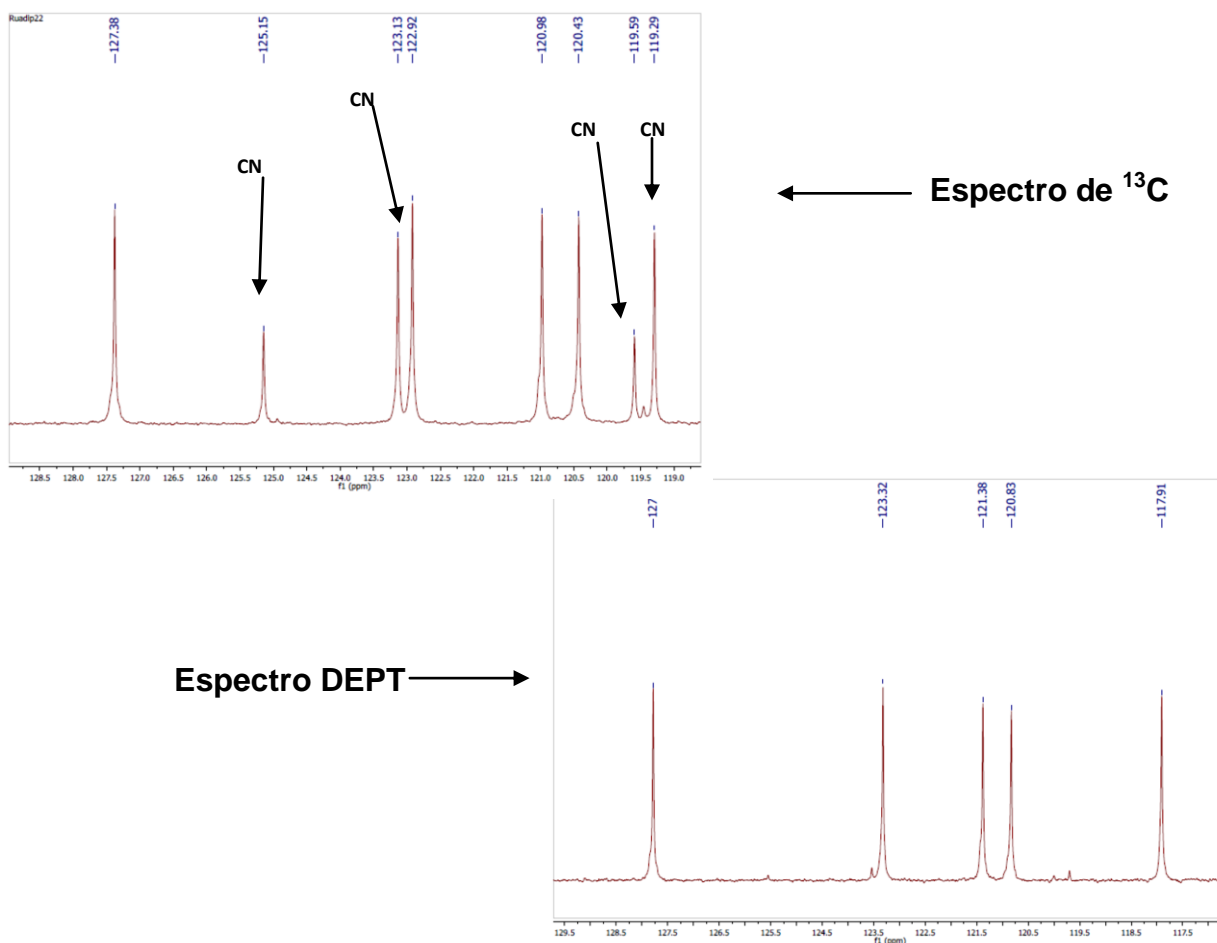 Ruadip22
−127.38
−125.15
−123.13
−122.92
−120.98
−120.43
−119.59
−119.29
CN
CN
CN
CN
Espectro de ¹³C
128.5 128.0 127.5 127.0 126.5 126.0 125.5 125.0 124.5 124.0 123.5 123.0 122.5 122.0 121.5 121.0 120.5 120.0 119.5 119.0
f1 (ppm)
−127
−123.32
−121.38
−120.83
−117.91
Espectro DEPT
129.5 128.5 127.5 126.5 125.5 124.5 123.5 122.5 121.5 120.5 119.5 118.5 117.5
f1 (ppm)